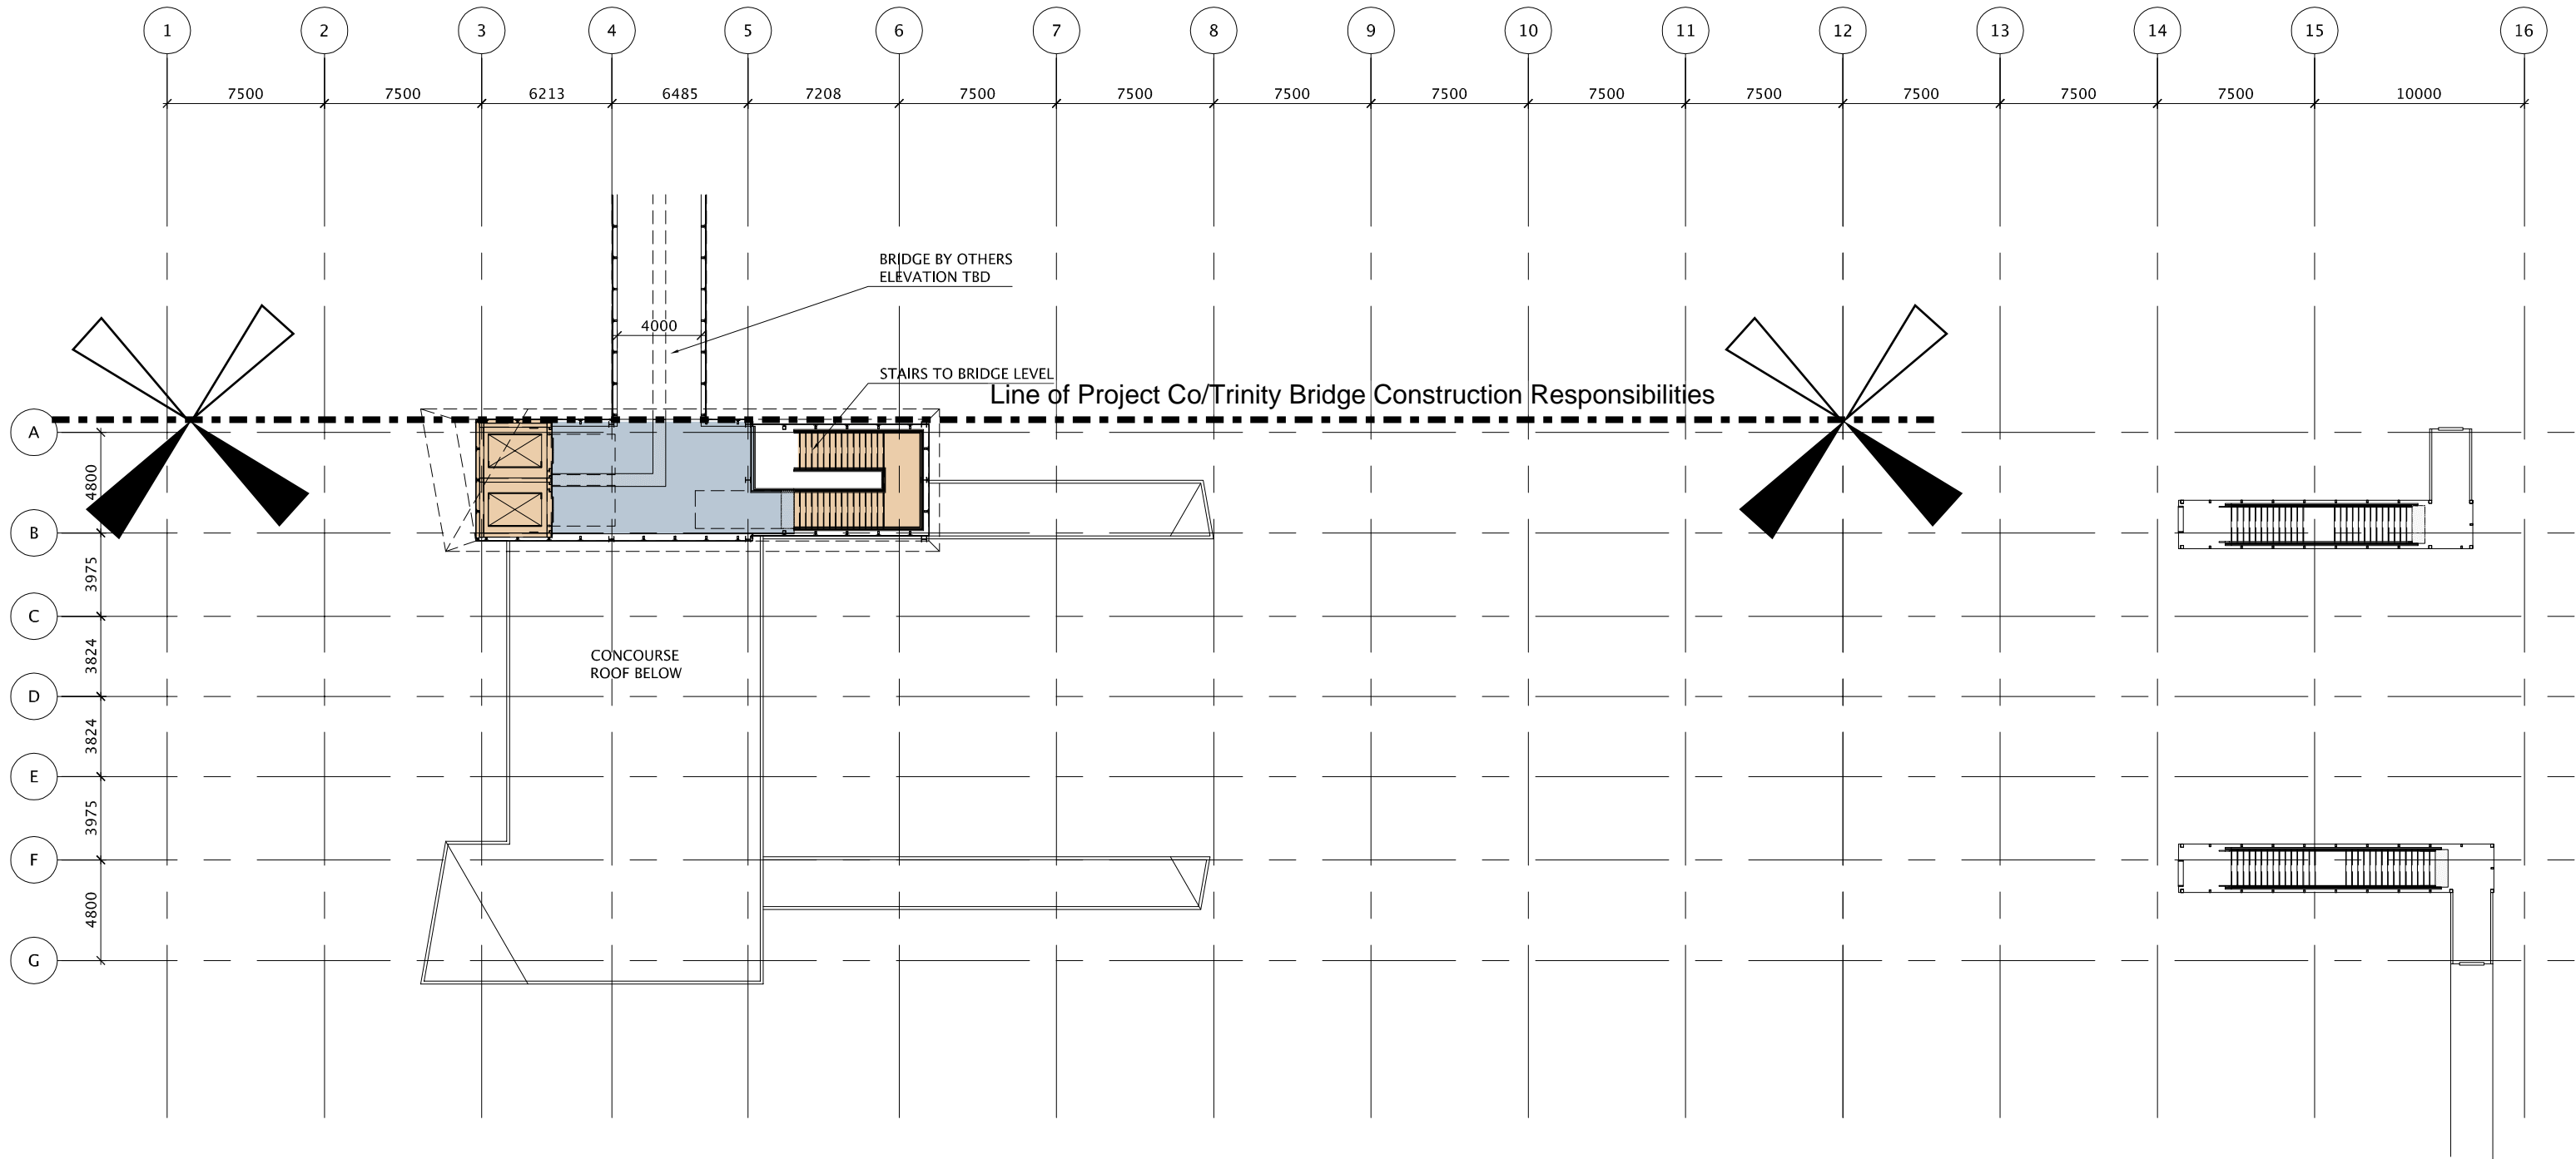 1 2 3 4 5 6 7 8 9 10 11 12 13 14 15 16
7500 7500 6213 6485 7208 7500 7500 7500 7500 7500 7500 7500 7500 7500 10000
BRIDGE BY OTHERS
ELEVATION TBD
4000
STAIRS TO BRIDGE LEVEL
Line of Project Co/Trinity Bridge Construction Responsibilities
A
4800
B
3975
C
3824
CONCOURSE
ROOF BELOW
D
3824
E
3975
F
4800
G